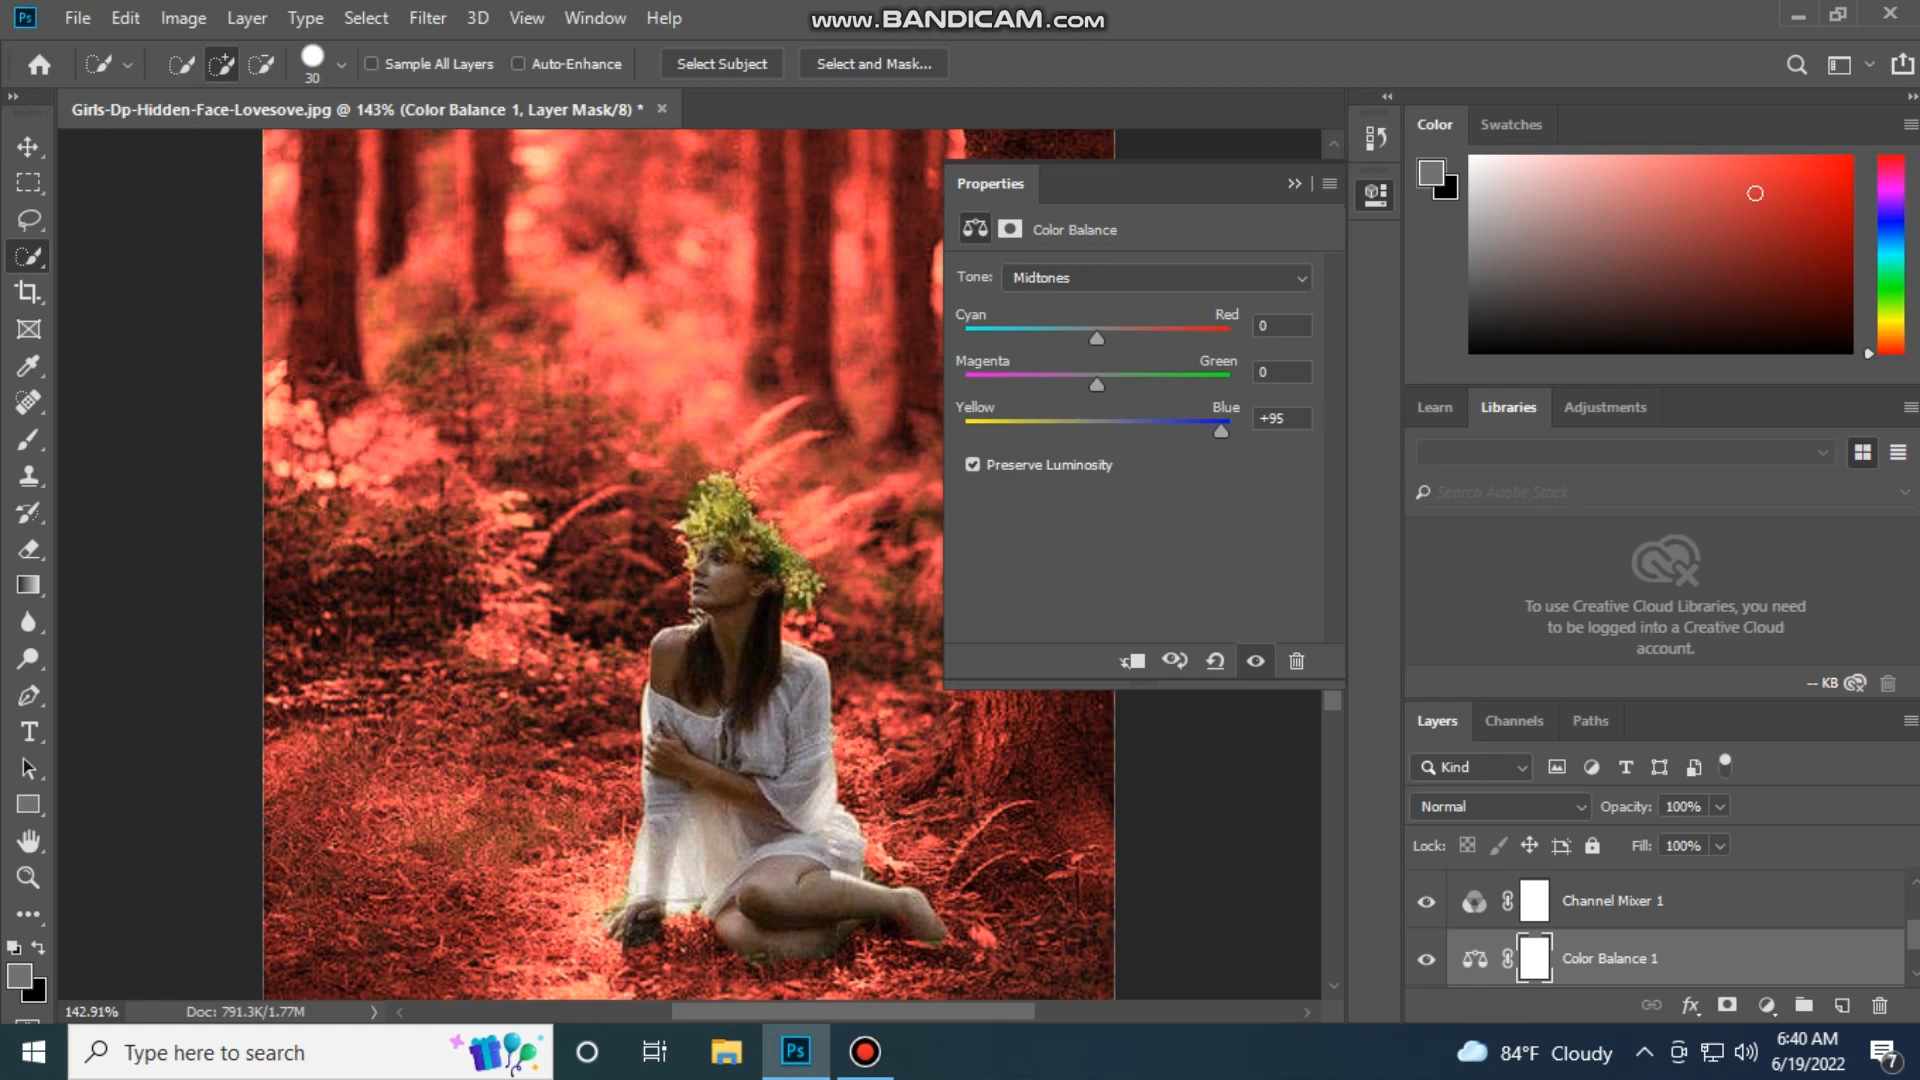 www.BANDICAM.com
Ps File Edit Image Layer Type Select Filter 3D View Window Help
30 Sample All Layers Auto-Enhance Select Subject Select and Mask...
Girls-Dp-Hidden-Face-Lovesove.jpg @ 143% (Color Balance 1, Layer Mask/8) *
Properties
Color Balance
Tone: Midtones
Cyan Red 0
Magenta Green 0
Yellow Blue +95
Preserve Luminosity
Color Swatches
Learn Libraries Adjustments
Search Adobe Stock
To use Creative Cloud Libraries, you need
to be logged into a Creative Cloud
account.
-- KB
Layers Channels Paths
Kind
Normal Opacity: 100%
Lock: Fill: 100%
Channel Mixer 1
Color Balance 1
142.91% Doc: 791.3K/1.77M
Type here to search
Ps
84°F Cloudy
6:40 AM
6/19/2022
7